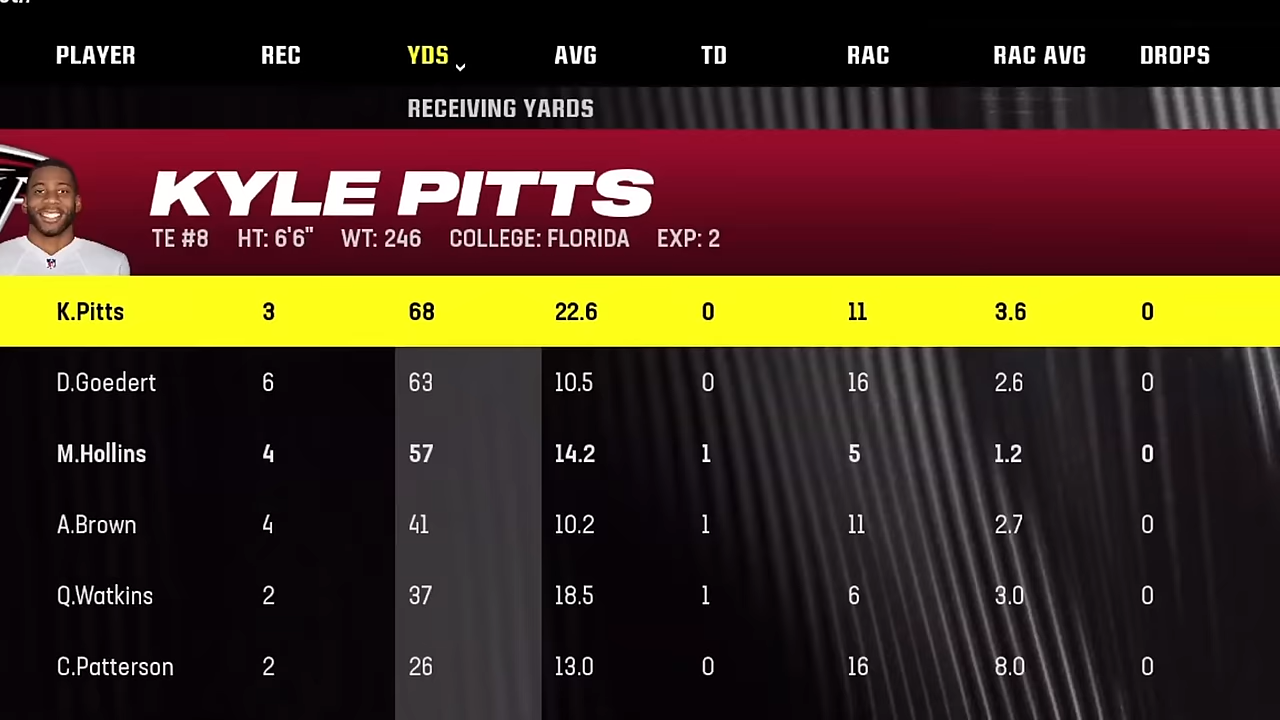 PLAYER REC YDS AVG TD RAC RAC AVG DROPS
RECEIVING YARDS
KYLE PITTS
TE #8 HT: 6'6" WT: 246 COLLEGE: FLORIDA EXP: 2
K.Pitts 3 68 22.6 0 11 3.6 0
D.Goedert 6 63 10.5 0 16 2.6 0
M.Hollins 4 57 14.2 1 5 1.2 0
A.Brown 4 41 10.2 1 11 2.7 0
Q.Watkins 2 37 18.5 1 6 3.0 0
C.Patterson 2 26 13.0 0 16 8.0 0